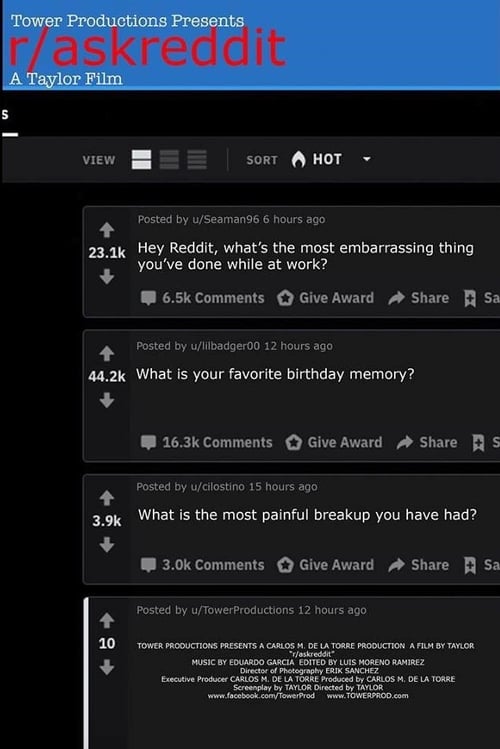 Tower Productions Presents
r/askreddit
A Taylor Film
s
VIEW SORT HOT
Posted by u/Seaman96 6 hours ago
23.1k
Hey Reddit, what's the most embarrassing thing
you've done while at work?
6.5k Comments Give Award Share Sa
Posted by u/lilbadger00 12 hours ago
44.2k
What is your favorite birthday memory?
16.3k Comments Give Award Share S
Posted by u/cilostino 15 hours ago
3.9k
What is the most painful breakup you have had?
3.0k Comments Give Award Share Sa
Posted by u/TowerProductions 12 hours ago
10
TOWER PRODUCTIONS PRESENTS A CARLOS M. DE LA TORRE PRODUCTION A FILM BY TAYLOR
"r/askreddit"
MUSIC BY EDUARDO GARCIA EDITED BY LUIS MORENO RAMIREZ
Director of Photography ERIK SANCHEZ
Executive Producer CARLOS M. DE LA TORRE Produced by CARLOS M. DE LA TORRE
Screenplay by TAYLOR Directed by TAYLOR
www.facebook.com/TowerProd www.TOWERPROD.com